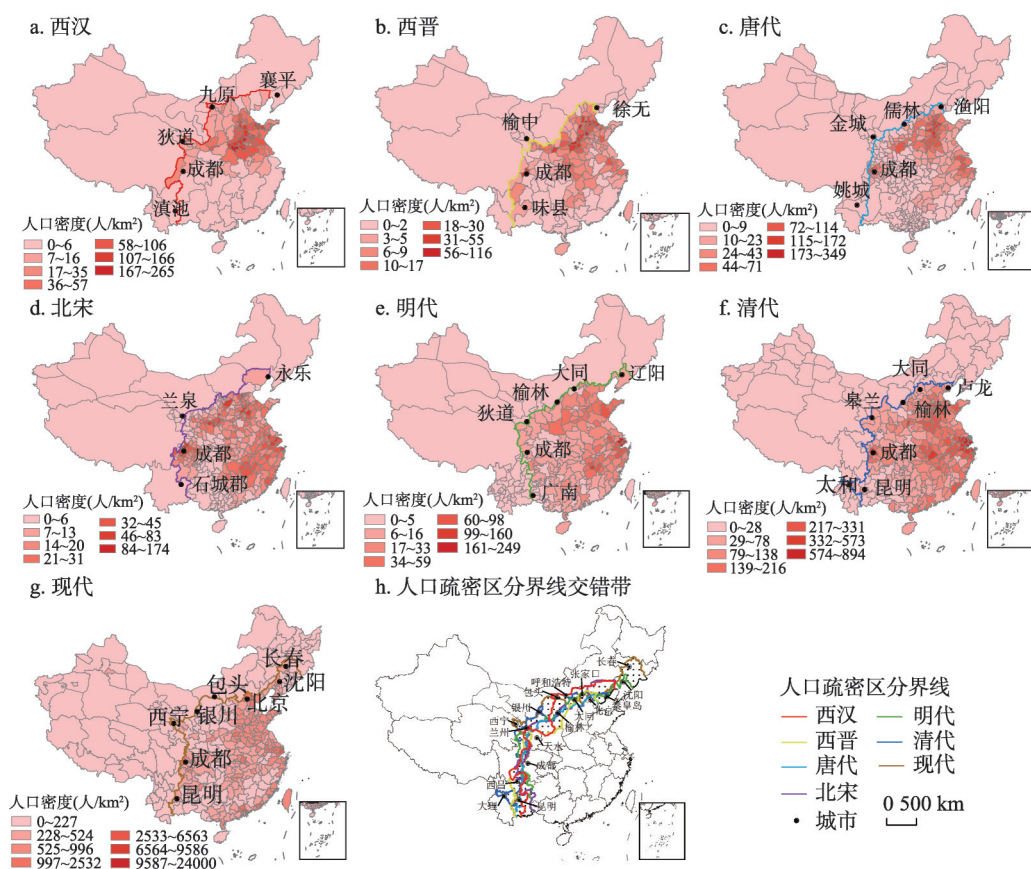 a. 西汉
襄平
九原
狄道
成都
滇池
人口密度(人/km²)
0~6
7~16
17~35
36~57
58~106
107~166
167~265
b. 西晋
徐无
榆中
成都
味县
人口密度(人/km²)
0~2
3~5
6~9
10~17
18~30
31~55
56~116
c. 唐代
渔阳
儒林
金城
成都
姚城
人口密度(人/km²)
0~9
10~23
24~43
44~71
72~114
115~172
173~349
d. 北宋
永乐
兰泉
成都
石城郡
人口密度(人/km²)
0~6
7~13
14~20
21~31
32~45
46~83
84~174
e. 明代
大同
辽阳
榆林
狄道
成都
广南
人口密度(人/km²)
0~5
6~16
17~33
34~59
60~98
99~160
161~249
f. 清代
大同
卢龙
榆林
皋兰
成都
太和
昆明
人口密度(人/km²)
0~28
29~78
79~138
139~216
217~331
332~573
574~894
g. 现代
长春
沈阳
包头
北京
银川
西宁
成都
昆明
人口密度(人/km²)
0~227
228~524
525~996
997~2532
2533~6563
6564~9586
9587~24000
h. 人口疏密区分界线交错带
长春
张家口
呼和浩特
包头
沈阳
秦皇岛
北京
大同
银川
榆林
西宁
兰州
天水
成都
西昌
大理
昆明
人口疏密区分界线
西汉
西晋
唐代
北宋
明代
清代
现代
城市
0 500 km